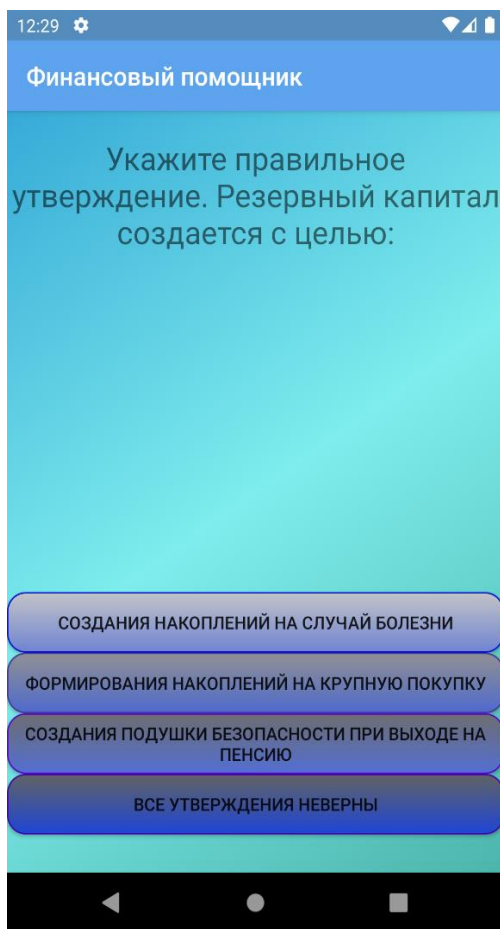 12:29
Финансовый помощник
Укажите правильное
утверждение. Резервный капитал
создается с целью:
СОЗДАНИЯ НАКОПЛЕНИЙ НА СЛУЧАЙ БОЛЕЗНИ
ФОРМИРОВАНИЯ НАКОПЛЕНИЙ НА КРУПНУЮ ПОКУПКУ
СОЗДАНИЯ ПОДУШКИ БЕЗОПАСНОСТИ ПРИ ВЫХОДЕ НА
ПЕНСИЮ
ВСЕ УТВЕРЖДЕНИЯ НЕВЕРНЫ